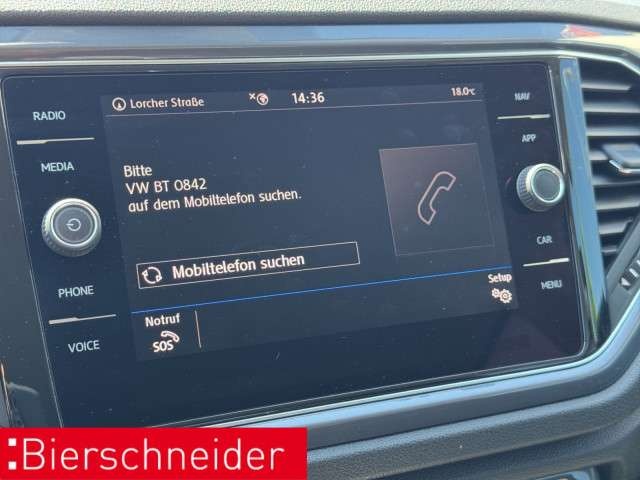 Lorcher Straße 14:36 18.0°C
RADIO
MEDIA
PHONE
VOICE
Bitte
VW BT 0842
auf dem Mobiltelefon suchen.
Mobiltelefon suchen
Notruf
SOS
Setup
NAV
APP
CAR
MENU
Bierschneider